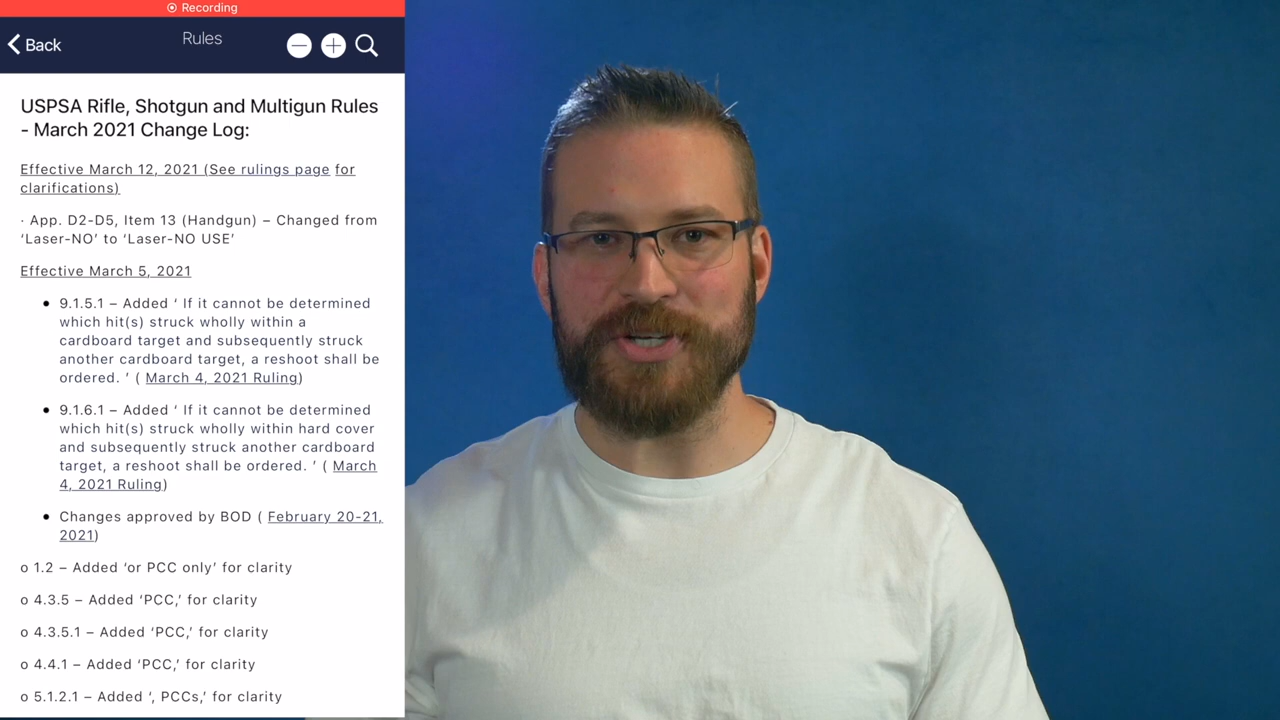 Recording
Back
Rules
USPSA Rifle, Shotgun and Multigun Rules
- March 2021 Change Log:
Effective March 12, 2021 (See rulings page for
clarifications)
· App. D2-D5, Item 13 (Handgun) – Changed from
‘Laser-NO’ to ‘Laser-NO USE’
Effective March 5, 2021
• 9.1.5.1 – Added ‘ If it cannot be determined
which hit(s) struck wholly within a
cardboard target and subsequently struck
another cardboard target, a reshoot shall be
ordered. ’ ( March 4, 2021 Ruling)
• 9.1.6.1 – Added ‘ If it cannot be determined
which hit(s) struck wholly within hard cover
and subsequently struck another cardboard
target, a reshoot shall be ordered. ’ ( March
4, 2021 Ruling)
• Changes approved by BOD ( February 20-21,
2021)
o 1.2 – Added ‘or PCC only’ for clarity
o 4.3.5 – Added ‘PCC,’ for clarity
o 4.3.5.1 – Added ‘PCC,’ for clarity
o 4.4.1 – Added ‘PCC,’ for clarity
o 5.1.2.1 – Added ‘, PCCs,’ for clarity